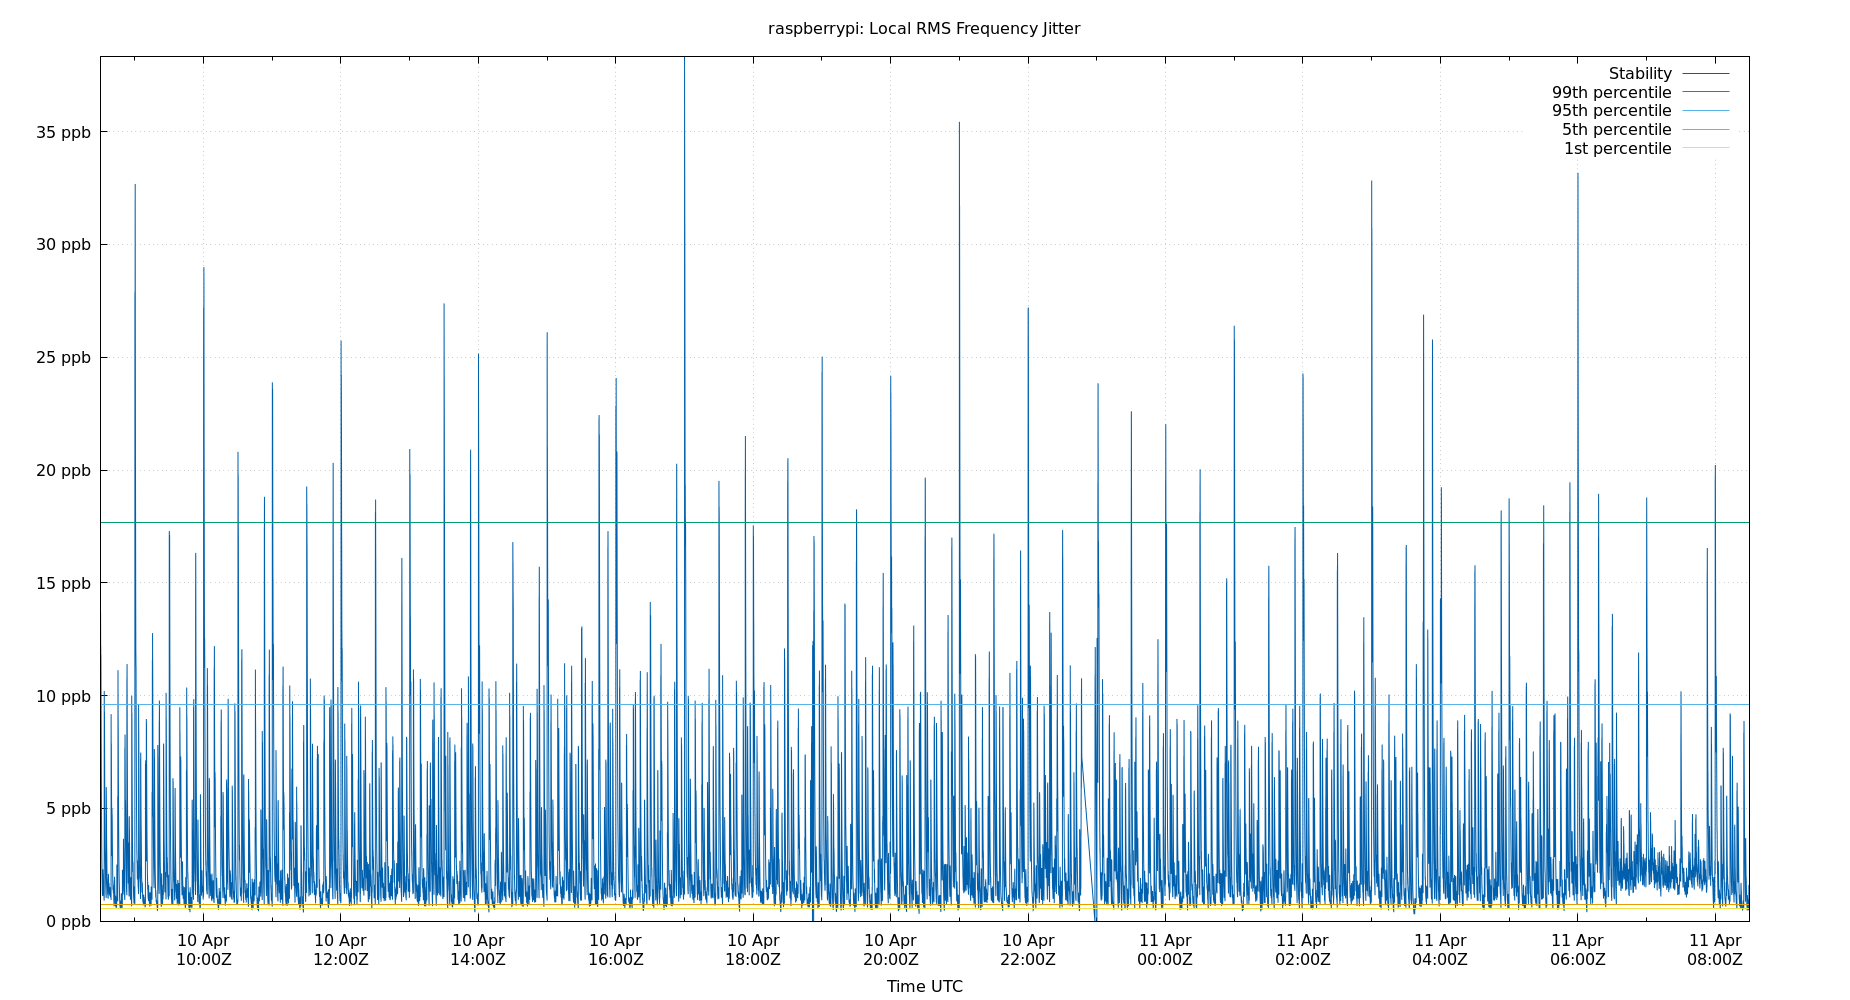 raspberrypi: Local RMS Frequency Jitter
Stability
99th percentile
95th percentile
5th percentile
1st percentile
35 ppb
30 ppb
25 ppb
20 ppb
15 ppb
10 ppb
5 ppb
0 ppb
10 Apr 10 Apr 10 Apr 10 Apr 10 Apr 10 Apr 10 Apr 11 Apr 11 Apr 11 Apr 11 Apr 11 Apr
10:00Z 12:00Z 14:00Z 16:00Z 18:00Z 20:00Z 22:00Z 00:00Z 02:00Z 04:00Z 06:00Z 08:00Z
Time UTC